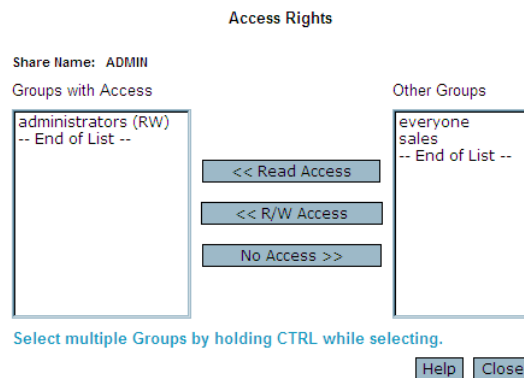 Access Rights
Share Name: ADMIN
Groups with Access
Other Groups
administrators (RW)
-- End of List --
everyone
sales
-- End of List --
<< Read Access
<< R/W Access
No Access >>
Select multiple Groups by holding CTRL while selecting.
Help
Close